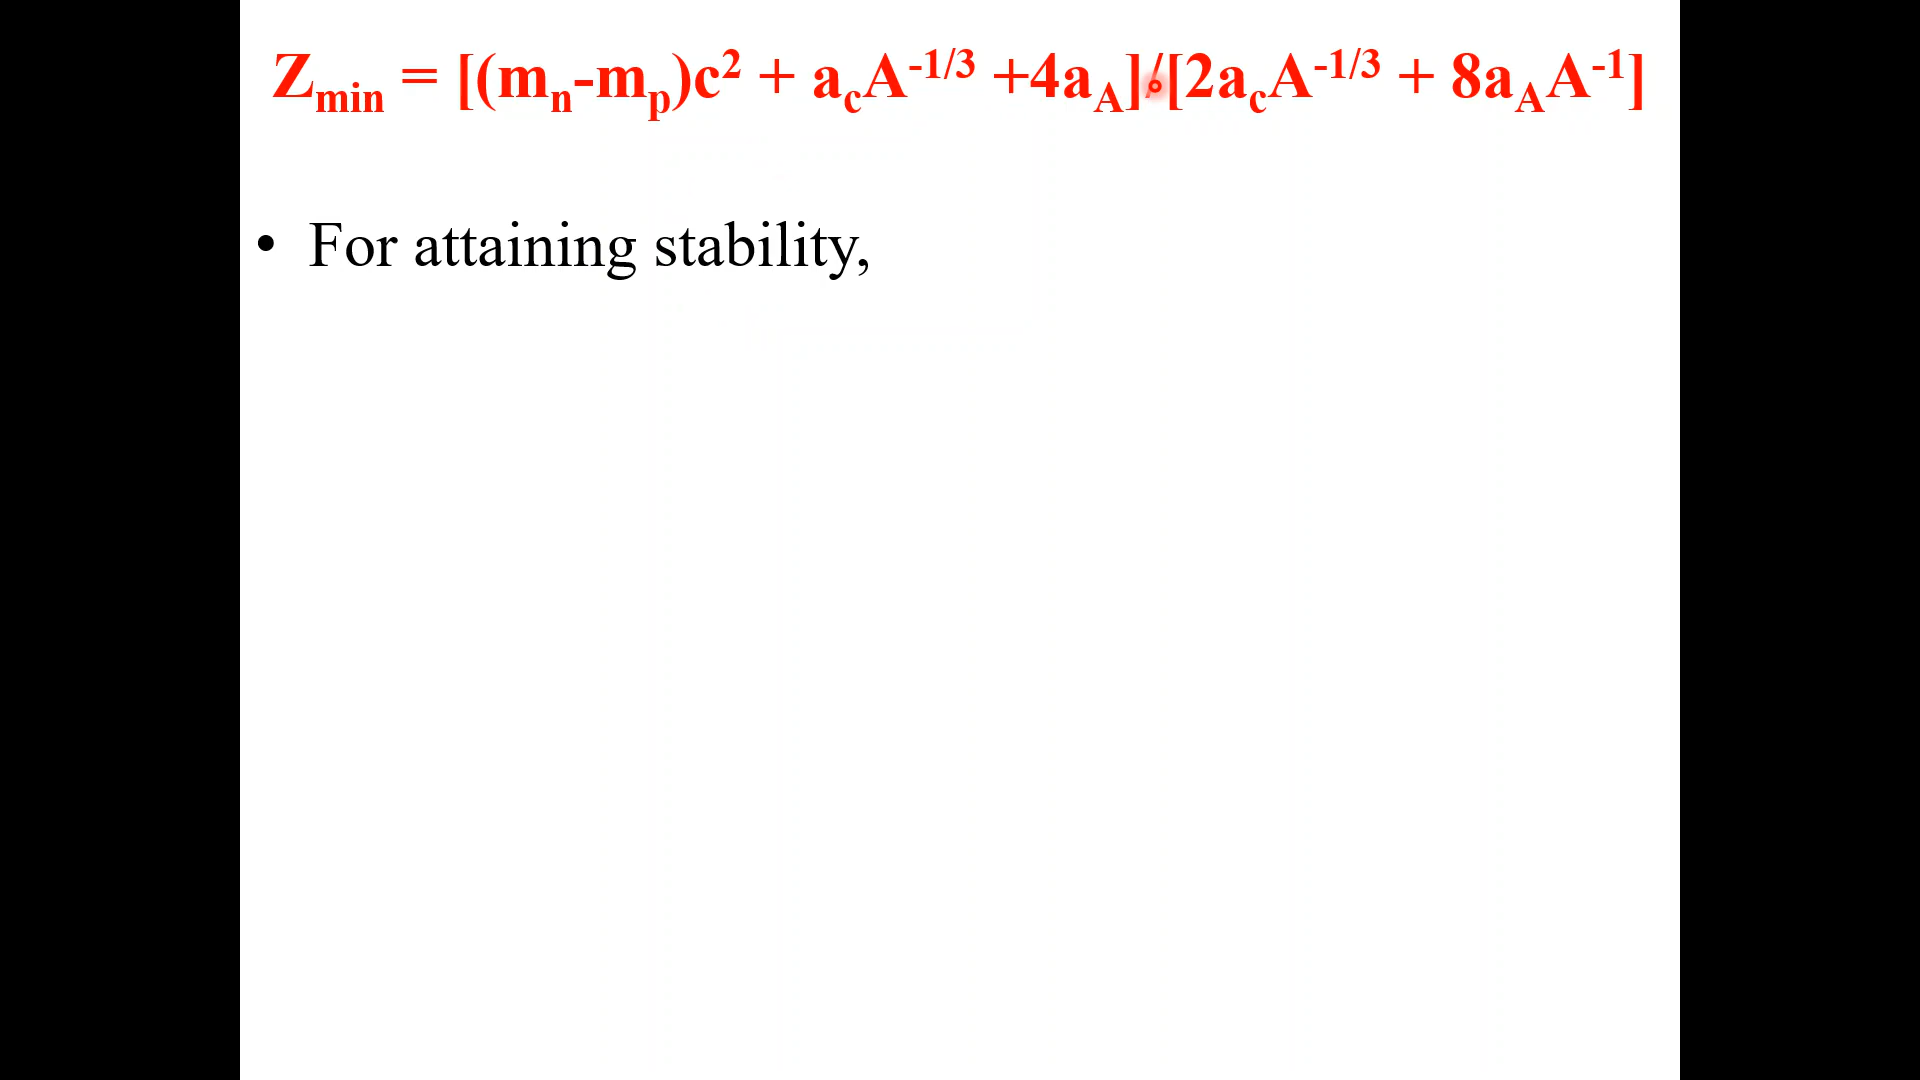 Zmin = [(mn-mp)c² + acA⁻¹/³ +4aA]/[2acA⁻¹/³ + 8aAA⁻¹]
• For attaining stability,